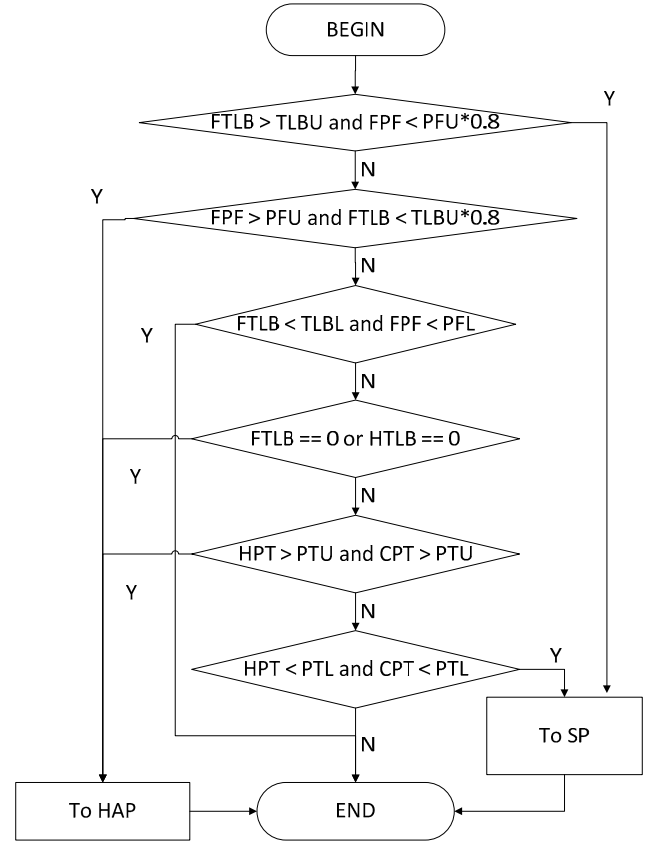 BEGIN
Y
FTLB > TLBU and FPF < PFU*0.8
N
Y
FPF > PFU and FTLB < TLBU*0.8
N
Y
FTLB < TLBL and FPF < PFL
N
FTLB == 0 or HTLB == 0
Y
N
HPT > PTU and CPT > PTU
Y
N
Y
HPT < PTL and CPT < PTL
To SP
N
To HAP
END